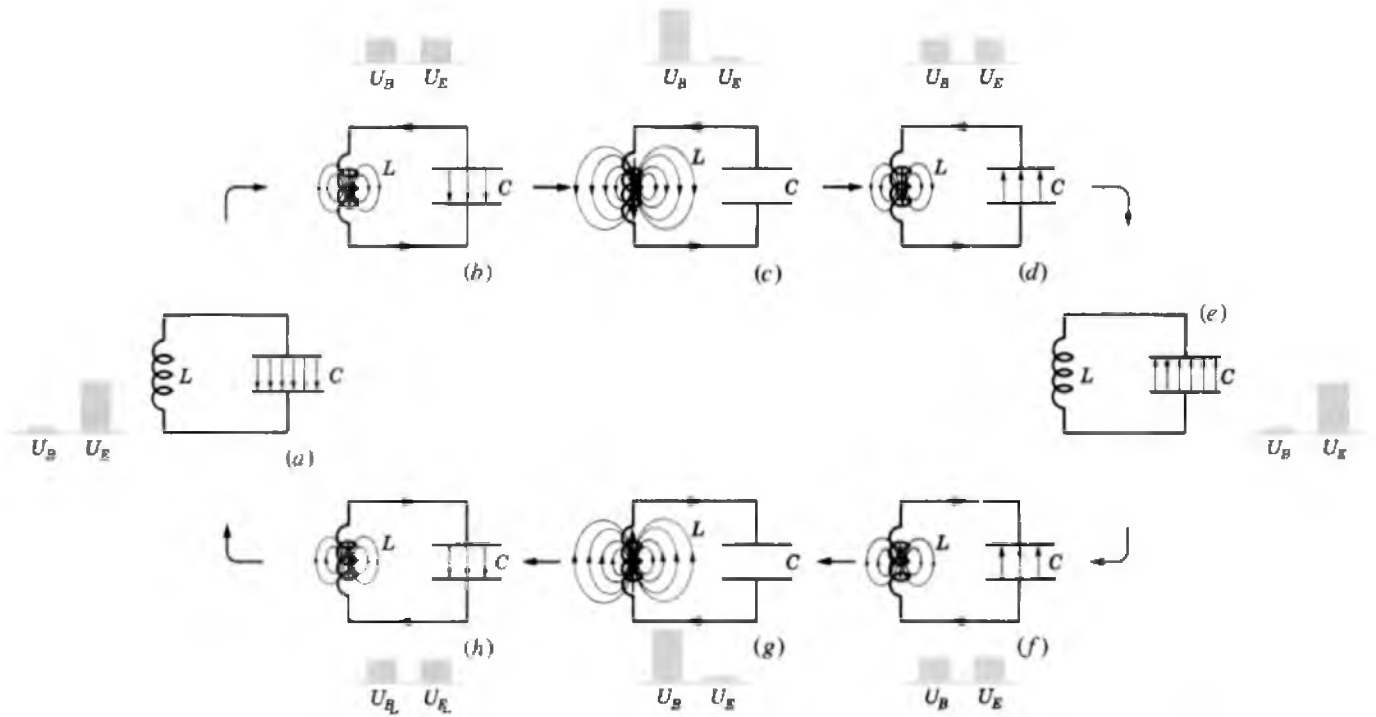 U_B U_E
U_B U_E
U_B U_E
L C
L C
L C
(b)
(c)
(d)
L C
U_B U_E
(a)
(e)
L C
U_B U_E
L C
L C
L C
(h)
(g)
(f)
U_B U_E
U_B U_E
U_B U_E